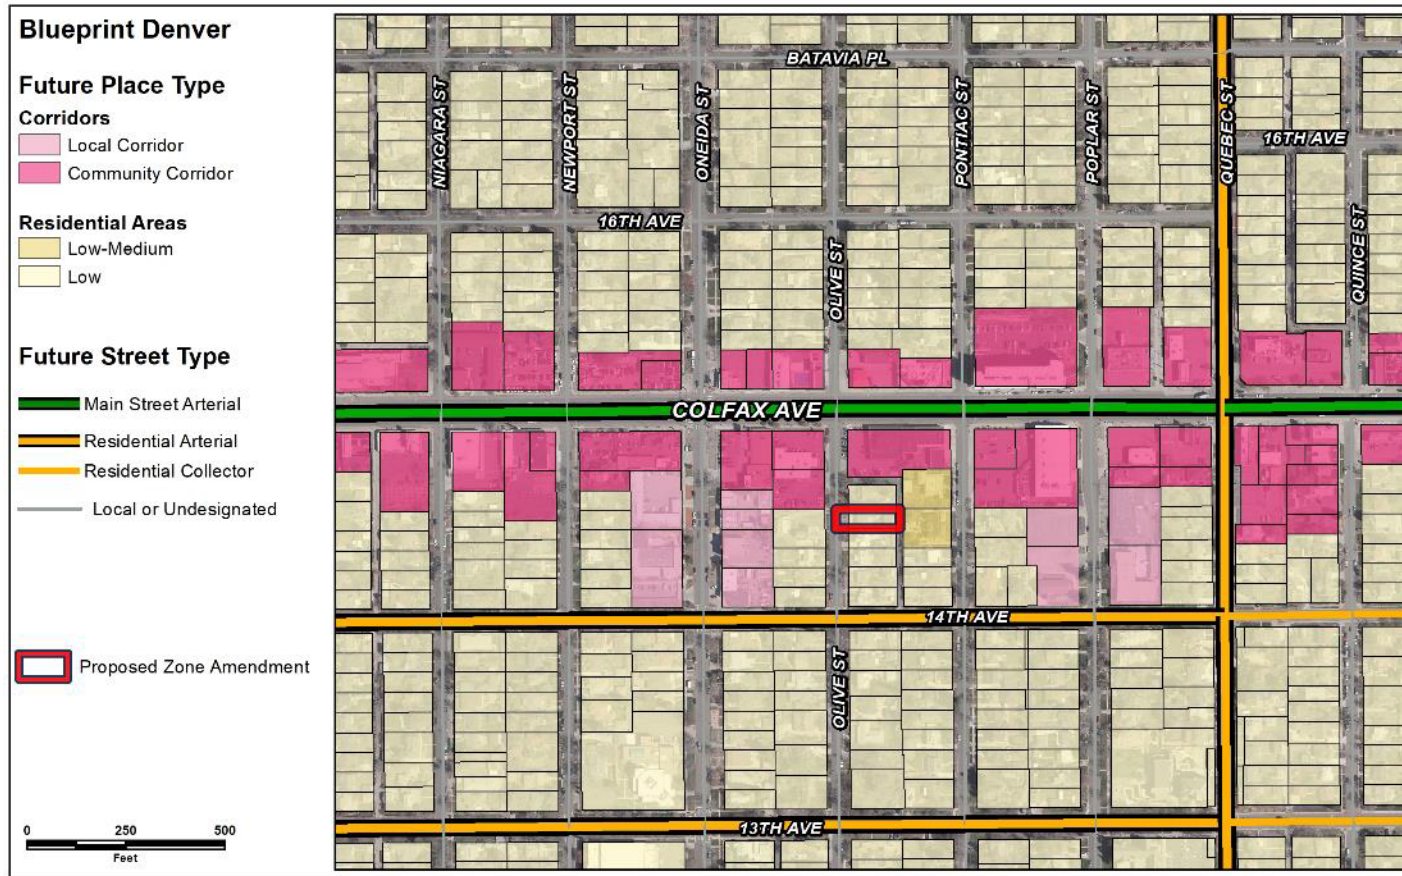 Blueprint Denver
Future Place Type
Corridors
Local Corridor
Community Corridor
Residential Areas
Low-Medium
Low
Future Street Type
Main Street Arterial
Residential Arterial
Residential Collector
Local or Undesignated
Proposed Zone Amendment
0 250 500
Feet
BATAVIA PL
NIAGARA ST
NEWPORT ST
ONEIDA ST
PONTIAC ST
POPLAR ST
QUEBEC ST
16TH AVE
16TH AVE
OLIVE ST
QUINCE ST
COLFAX AVE
14TH AVE
OLIVE ST
13TH AVE